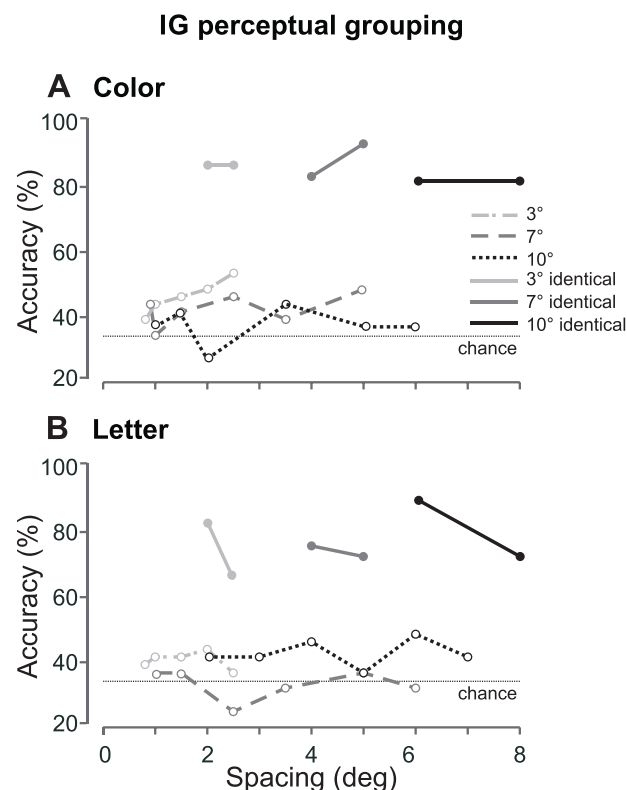 IG perceptual grouping
A Color
100
80
60
40
20
Accuracy (%)
3°
7°
10°
3° identical
7° identical
10° identical
chance
B Letter
100
80
60
40
20
Accuracy (%)
chance
0 2 4 6 8
Spacing (deg)